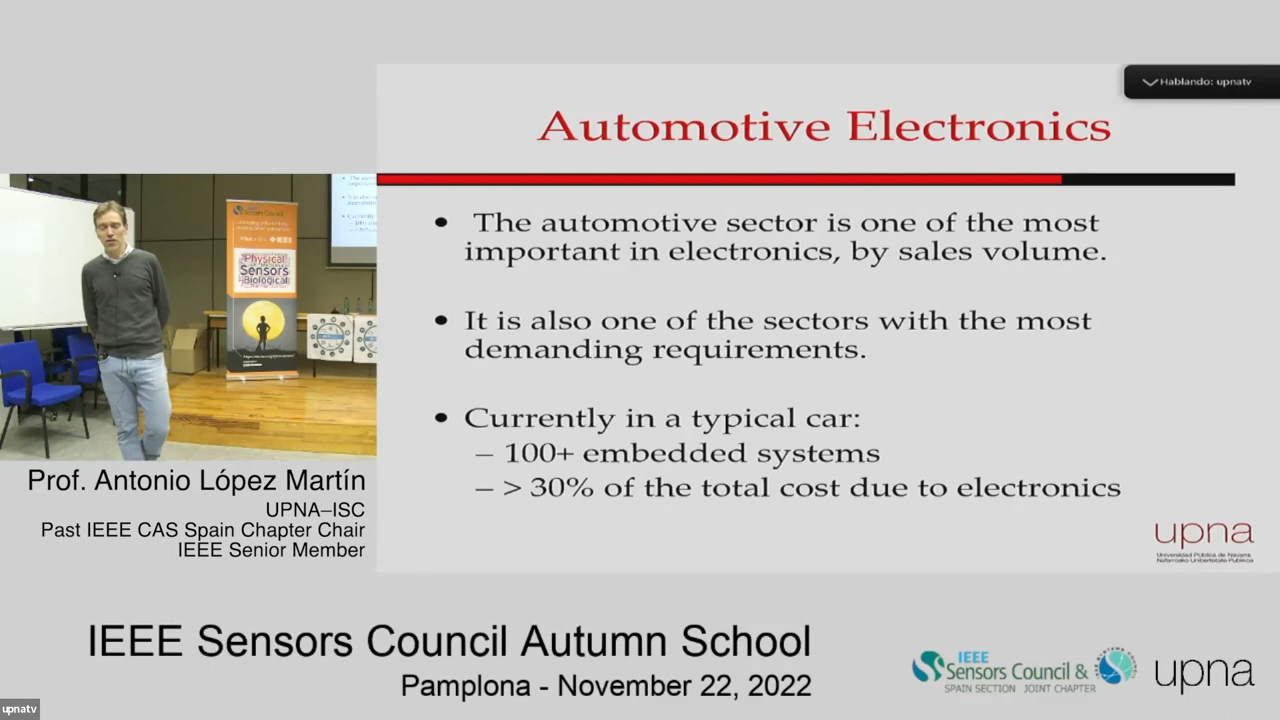 Hablando: upnatv
Automotive Electronics
• The automotive sector is one of the most
important in electronics, by sales volume.
• It is also one of the sectors with the most
demanding requirements.
• Currently in a typical car:
– 100+ embedded systems
– > 30% of the total cost due to electronics
upna
Universidad Pública de Navarra
Nafarroako Unibertsitate Publikoa
Physical
Sensors
Biological
Prof. Antonio López Martín
UPNA–ISC
Past IEEE CAS Spain Chapter Chair
IEEE Senior Member
IEEE Sensors Council Autumn School
Pamplona - November 22, 2022
IEEE
Sensors Council &
SPAIN SECTION JOINT CHAPTER
upna
upnatv